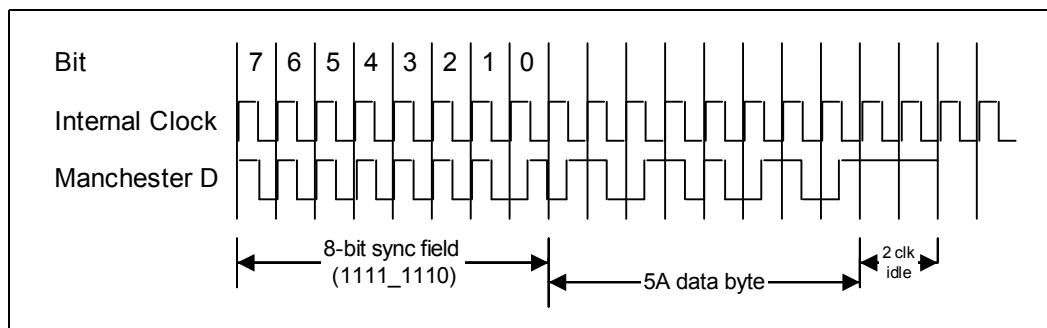 Bit 7 6 5 4 3 2 1 0
Internal Clock
Manchester D
8-bit sync field
(1111_1110)
5A data byte
2 clk
idle